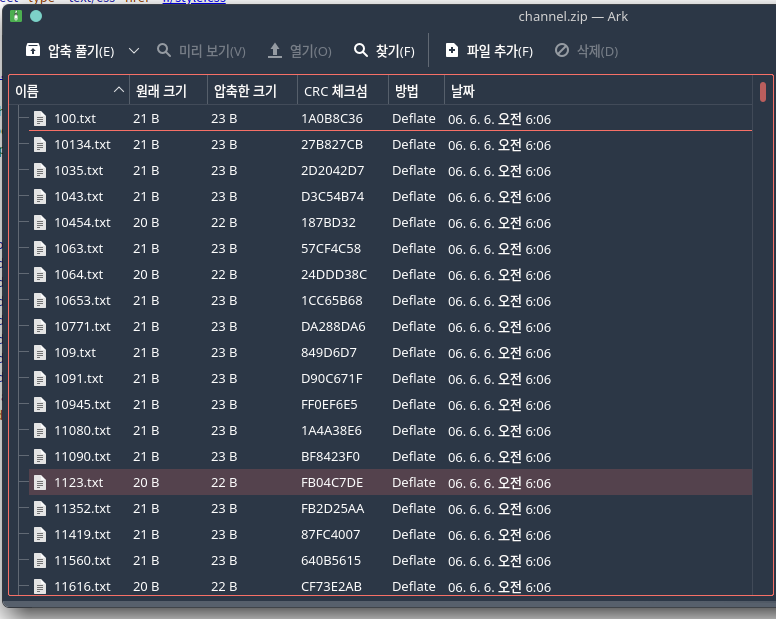 channel.zip — Ark
압축 풀기(E) 미리 보기(V) 열기(O) 찾기(F) 파일 추가(F) 삭제(D)
이름 원래 크기 압축한 크기 CRC 체크섬 방법 날짜
100.txt 21 B 23 B 1A0B8C36 Deflate 06. 6. 6. 오전 6:06
10134.txt 21 B 23 B 27B827CB Deflate 06. 6. 6. 오전 6:06
1035.txt 21 B 23 B 2D2042D7 Deflate 06. 6. 6. 오전 6:06
1043.txt 21 B 23 B D3C54B74 Deflate 06. 6. 6. 오전 6:06
10454.txt 20 B 22 B 187BD32 Deflate 06. 6. 6. 오전 6:06
1063.txt 21 B 23 B 57CF4C58 Deflate 06. 6. 6. 오전 6:06
1064.txt 20 B 22 B 24DDD38C Deflate 06. 6. 6. 오전 6:06
10653.txt 21 B 23 B 1CC65B68 Deflate 06. 6. 6. 오전 6:06
10771.txt 21 B 23 B DA288DA6 Deflate 06. 6. 6. 오전 6:06
109.txt 21 B 23 B 849D6D7 Deflate 06. 6. 6. 오전 6:06
1091.txt 21 B 23 B D90C671F Deflate 06. 6. 6. 오전 6:06
10945.txt 21 B 23 B FF0EF6E5 Deflate 06. 6. 6. 오전 6:06
11080.txt 21 B 23 B 1A4A38E6 Deflate 06. 6. 6. 오전 6:06
11090.txt 21 B 23 B BF8423F0 Deflate 06. 6. 6. 오전 6:06
1123.txt 20 B 22 B FB04C7DE Deflate 06. 6. 6. 오전 6:06
11352.txt 21 B 23 B FB2D25AA Deflate 06. 6. 6. 오전 6:06
11419.txt 21 B 23 B 87FC4007 Deflate 06. 6. 6. 오전 6:06
11560.txt 21 B 23 B 640B5615 Deflate 06. 6. 6. 오전 6:06
11616.txt 20 B 22 B CF73E2AB Deflate 06. 6. 6. 오전 6:06